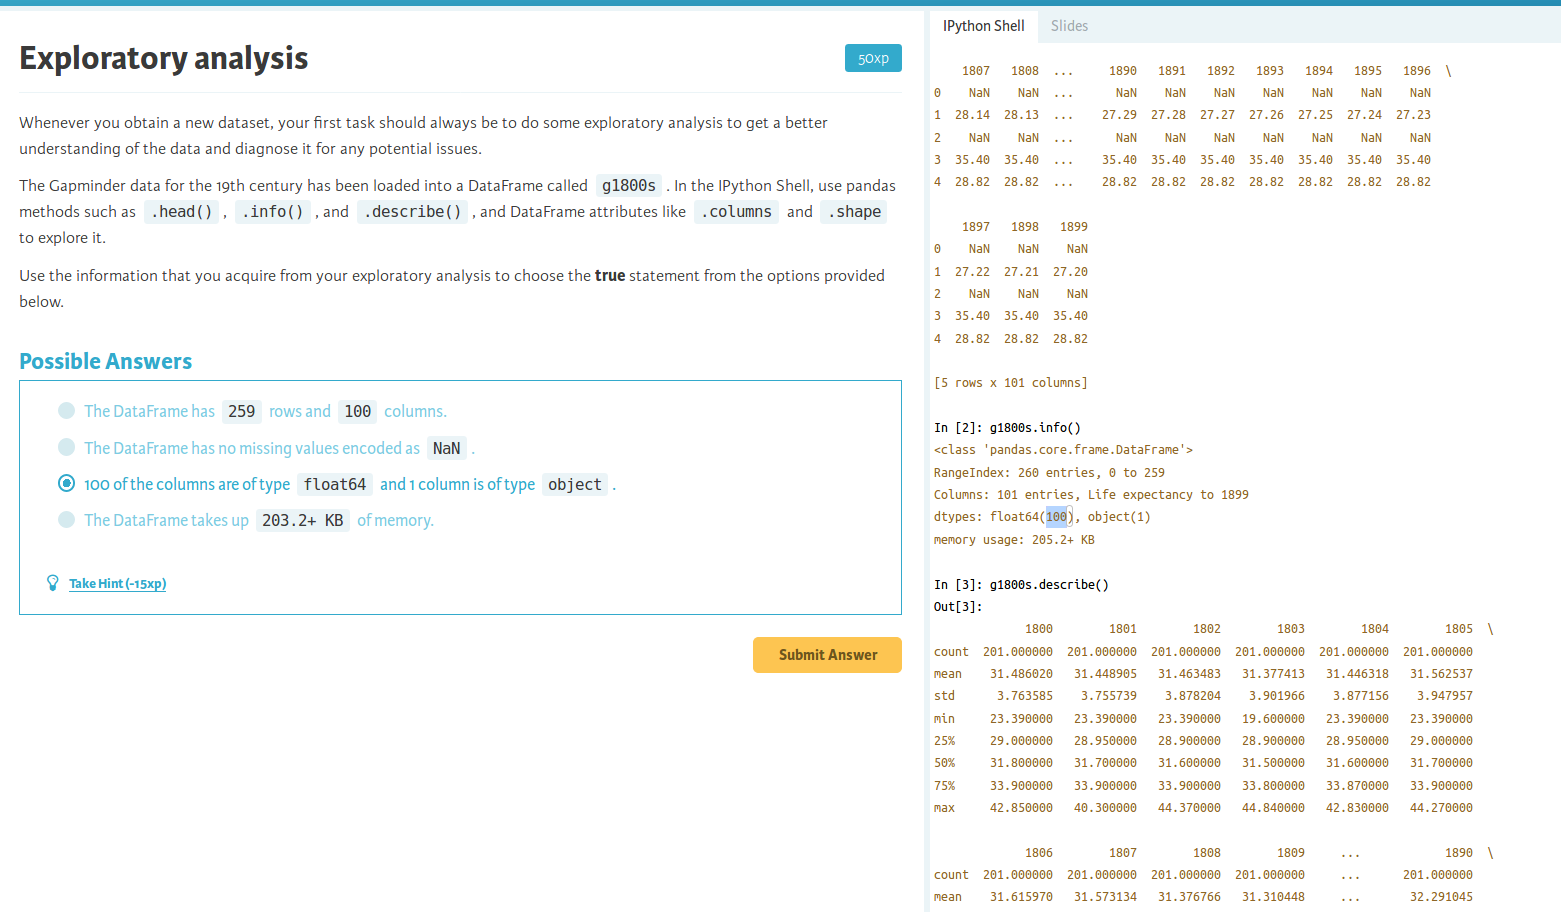 Exploratory analysis
50xp
Whenever you obtain a new dataset, your first task should always be to do some exploratory analysis to get a better
understanding of the data and diagnose it for any potential issues.
The Gapminder data for the 19th century has been loaded into a DataFrame called g1800s . In the IPython Shell, use pandas
methods such as .head() , .info() , and .describe() , and DataFrame attributes like .columns and .shape
to explore it.
Use the information that you acquire from your exploratory analysis to choose the true statement from the options provided
below.
Possible Answers
The DataFrame has 259 rows and 100 columns.
The DataFrame has no missing values encoded as NaN .
100 of the columns are of type float64 and 1 column is of type object .
The DataFrame takes up 203.2+ KB of memory.
Take Hint (-15xp)
Submit Answer
IPython Shell Slides
1807 1808 ... 1890 1891 1892 1893 1894 1895 1896 \
0 NaN NaN ... NaN NaN NaN NaN NaN NaN NaN
1 28.14 28.13 ... 27.29 27.28 27.27 27.26 27.25 27.24 27.23
2 NaN NaN ... NaN NaN NaN NaN NaN NaN NaN
3 35.40 35.40 ... 35.40 35.40 35.40 35.40 35.40 35.40 35.40
4 28.82 28.82 ... 28.82 28.82 28.82 28.82 28.82 28.82 28.82
1897 1898 1899
0 NaN NaN NaN
1 27.22 27.21 27.20
2 NaN NaN NaN
3 35.40 35.40 35.40
4 28.82 28.82 28.82
[5 rows x 101 columns]
In [2]: g1800s.info()
<class 'pandas.core.frame.DataFrame'>
RangeIndex: 260 entries, 0 to 259
Columns: 101 entries, Life expectancy to 1899
dtypes: float64(100), object(1)
memory usage: 205.2+ KB
In [3]: g1800s.describe()
Out[3]:
1800 1801 1802 1803 1804 1805 \
count 201.000000 201.000000 201.000000 201.000000 201.000000 201.000000
mean 31.486020 31.448905 31.463483 31.377413 31.446318 31.562537
std 3.763585 3.755739 3.878204 3.901966 3.877156 3.947957
min 23.390000 23.390000 23.390000 19.600000 23.390000 23.390000
25% 29.000000 28.950000 28.900000 28.900000 28.950000 29.000000
50% 31.800000 31.700000 31.600000 31.500000 31.600000 31.700000
75% 33.900000 33.900000 33.900000 33.800000 33.870000 33.900000
max 42.850000 40.300000 44.370000 44.840000 42.830000 44.270000
1806 1807 1808 1809 ... 1890 \
count 201.000000 201.000000 201.000000 201.000000 ... 201.000000
mean 31.615970 31.573134 31.376766 31.310448 ... 32.291045